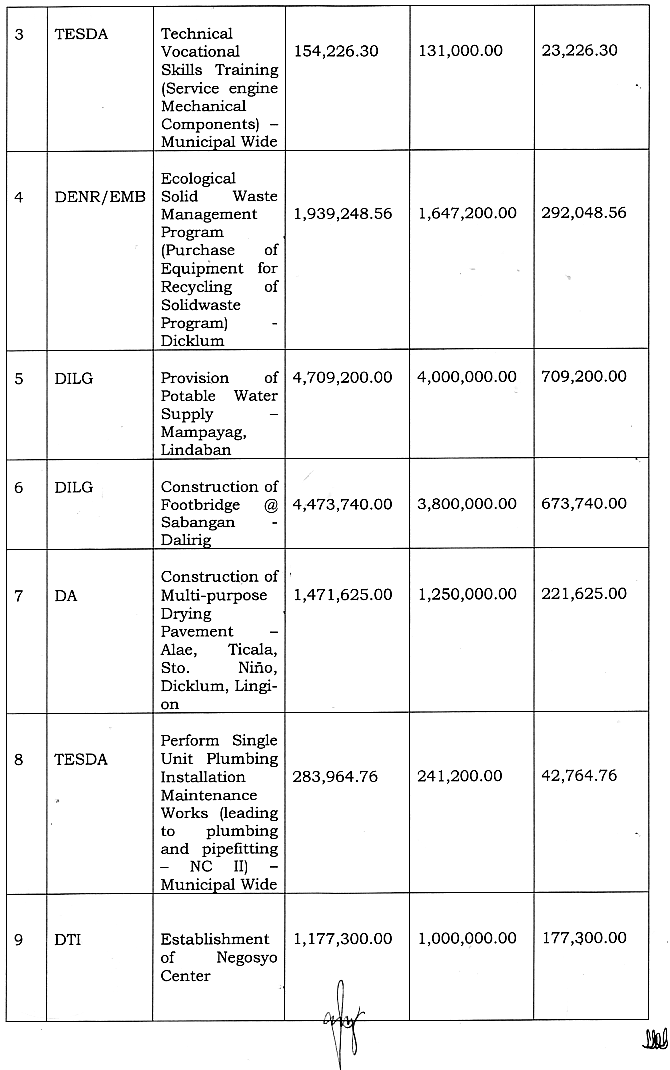 3 TESDA Technical
Vocational 154,226.30 131,000.00 23,226.30
Skills Training
(Service engine
Mechanical
Components) –
Municipal Wide
Ecological
4 DENR/EMB Solid Waste
Management 1,939,248.56 1,647,200.00 292,048.56
Program
(Purchase of
Equipment for
Recycling of
Solidwaste
Program) -
Dicklum
5 DILG Provision of 4,709,200.00 4,000,000.00 709,200.00
Potable Water
Supply –
Mampayag,
Lindaban
6 DILG Construction of
Footbridge @ 4,473,740.00 3,800,000.00 673,740.00
Sabangan -
Dalirig
Construction of
7 DA Multi-purpose 1,471,625.00 1,250,000.00 221,625.00
Drying
Pavement –
Alae, Ticala,
Sto. Niño,
Dicklum, Lingi-
on
Perform Single
8 TESDA Unit Plumbing
Installation 283,964.76 241,200.00 42,764.76
Maintenance
Works (leading
to plumbing
and pipefitting
– NC II) –
Municipal Wide
9 DTI Establishment 1,177,300.00 1,000,000.00 177,300.00
of Negosyo
Center